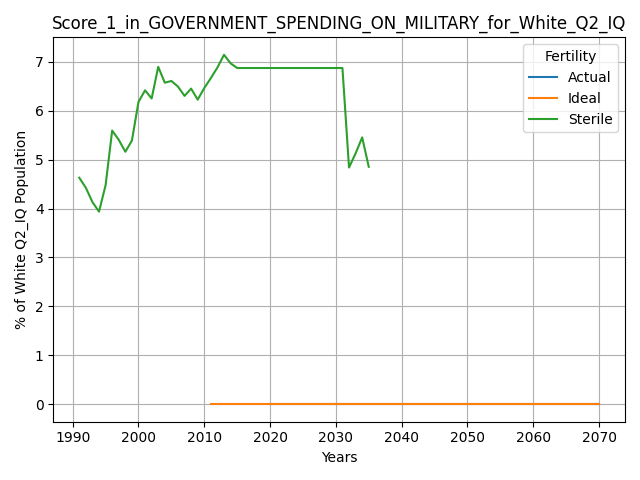 Score_1_in_GOVERNMENT_SPENDING_ON_MILITARY_for_White_Q2_IQ
Fertility
Actual
Ideal
Sterile
% of White Q2_IQ Population
7
6
5
4
3
2
1
0
1990 2000 2010 2020 2030 2040 2050 2060 2070
Years